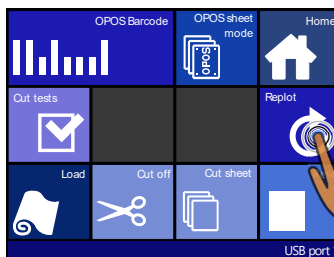 OPOS Barcode
OPOS sheet
mode
Home
OPOS
Cut tests
Replot
Load
Cut off
Cut sheet
USB port